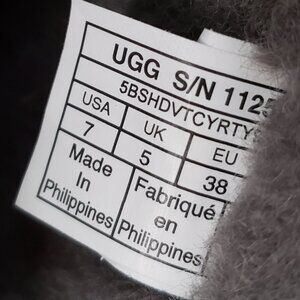 UGG S/N 1125
5BSHDVTCYRTY
USA UK EU
7 5 38
Made Fabriqué
In en
Philippines Philippines